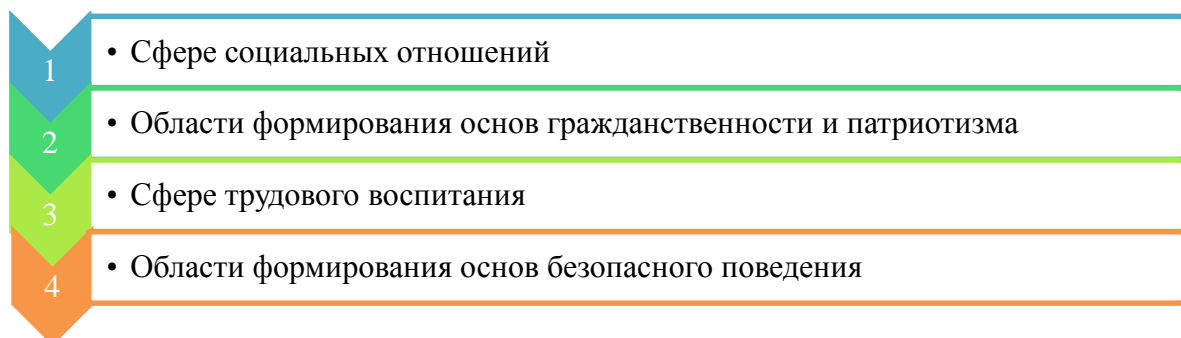 1
• Сфере социальных отношений
2
• Области формирования основ гражданственности и патриотизма
3
• Сфере трудового воспитания
4
• Области формирования основ безопасного поведения